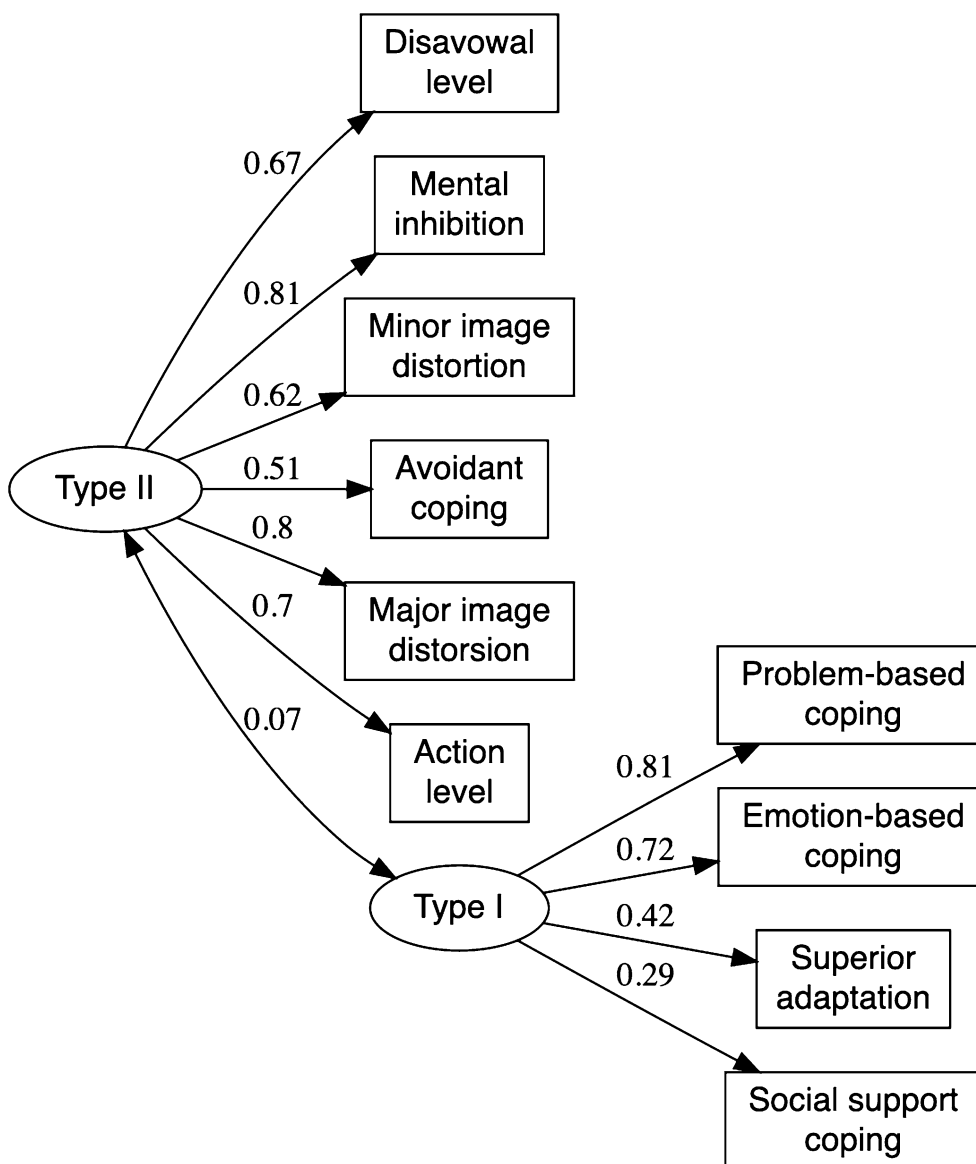 Disavowal
level
0.67
Mental
inhibition
0.81
Minor image
distortion
0.62
Type II
0.51
Avoidant
coping
0.8
Major image
distorsion
0.7
Action
level
0.07
Problem-based
coping
0.81
Emotion-based
coping
0.72
Type I
0.42
Superior
adaptation
0.29
Social support
coping